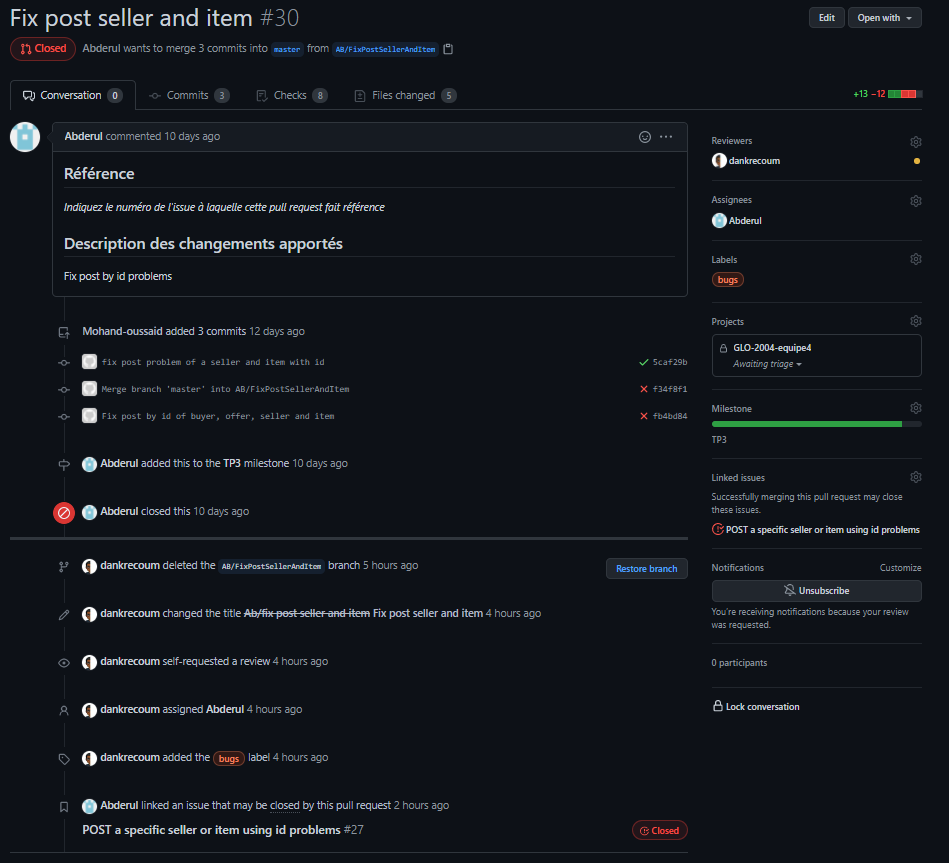 Fix post seller and item #30
Edit
Open with
Closed
Abderul wants to merge 3 commits into master from AB/FixPostSellerAndItem
Conversation 0
Commits 3
Checks 8
Files changed 5
+13 −12
Abderul commented 10 days ago
Référence
Indiquez le numéro de l'issue à laquelle cette pull request fait référence
Description des changements apportés
Fix post by id problems
Mohand-oussaid added 3 commits 12 days ago
fix post problem of a seller and item with id 5caf29b
Merge branch 'master' into AB/FixPostSellerAndItem f34f8f1
Fix post by id of buyer, offer, seller and item fb4bd84
Abderul added this to the TP3 milestone 10 days ago
Abderul closed this 10 days ago
dankrecoum deleted the AB/FixPostSellerAndItem branch 5 hours ago
Restore branch
dankrecoum changed the title Ab/fix post seller and item Fix post seller and item 4 hours ago
dankrecoum self-requested a review 4 hours ago
dankrecoum assigned Abderul 4 hours ago
dankrecoum added the bugs label 4 hours ago
Abderul linked an issue that may be closed by this pull request 2 hours ago
POST a specific seller or item using id problems #27
Closed
Reviewers
dankrecoum
Assignees
Abderul
Labels
bugs
Projects
GLO-2004-equipe4
Awaiting triage
Milestone
TP3
Linked issues
Successfully merging this pull request may close
these issues.
POST a specific seller or item using id problems
Notifications
Customize
Unsubscribe
You're receiving notifications because your review
was requested.
0 participants
Lock conversation